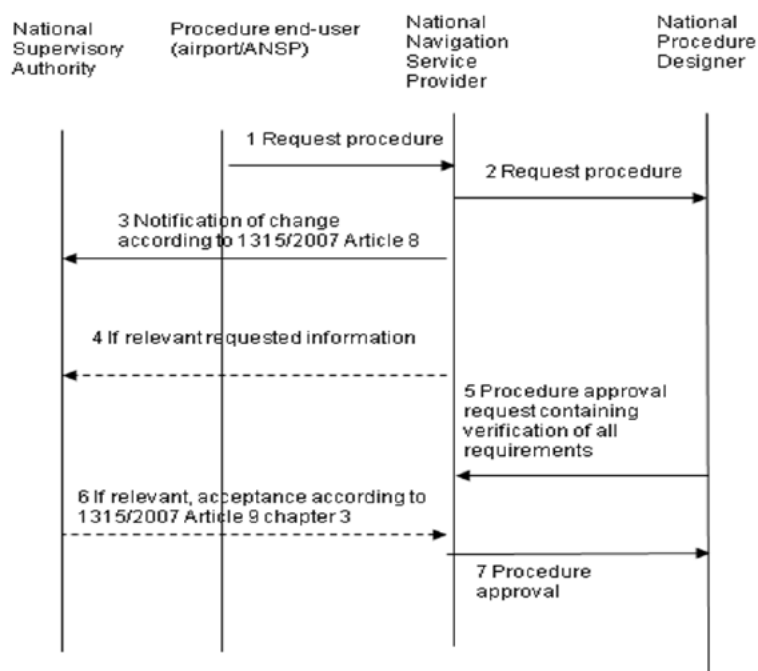 National
Supervisory
Authority
Procedure end-user
(airport/ANSP)
National
Navigation
Service
Provider
National
Procedure
Designer
1 Request procedure
2 Request procedure
3 Notification of change
according to 1315/2007 Article 8
4 If relevant requested information
5 Procedure approval
request containing
verification of all
requirements
6 If relevant, acceptance according to
1315/2007 Article 9 chapter 3
7 Procedure
approval